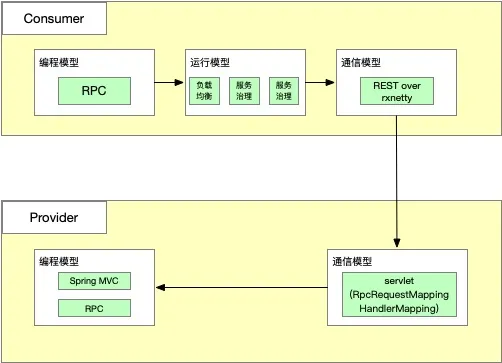 Consumer
编程模型
RPC
运行模型
负载
均衡
服务
治理
服务
治理
通信模型
REST over
rxnetty
Provider
编程模型
Spring MVC
RPC
通信模型
servlet
(RpcRequestMapping
HandlerMapping)